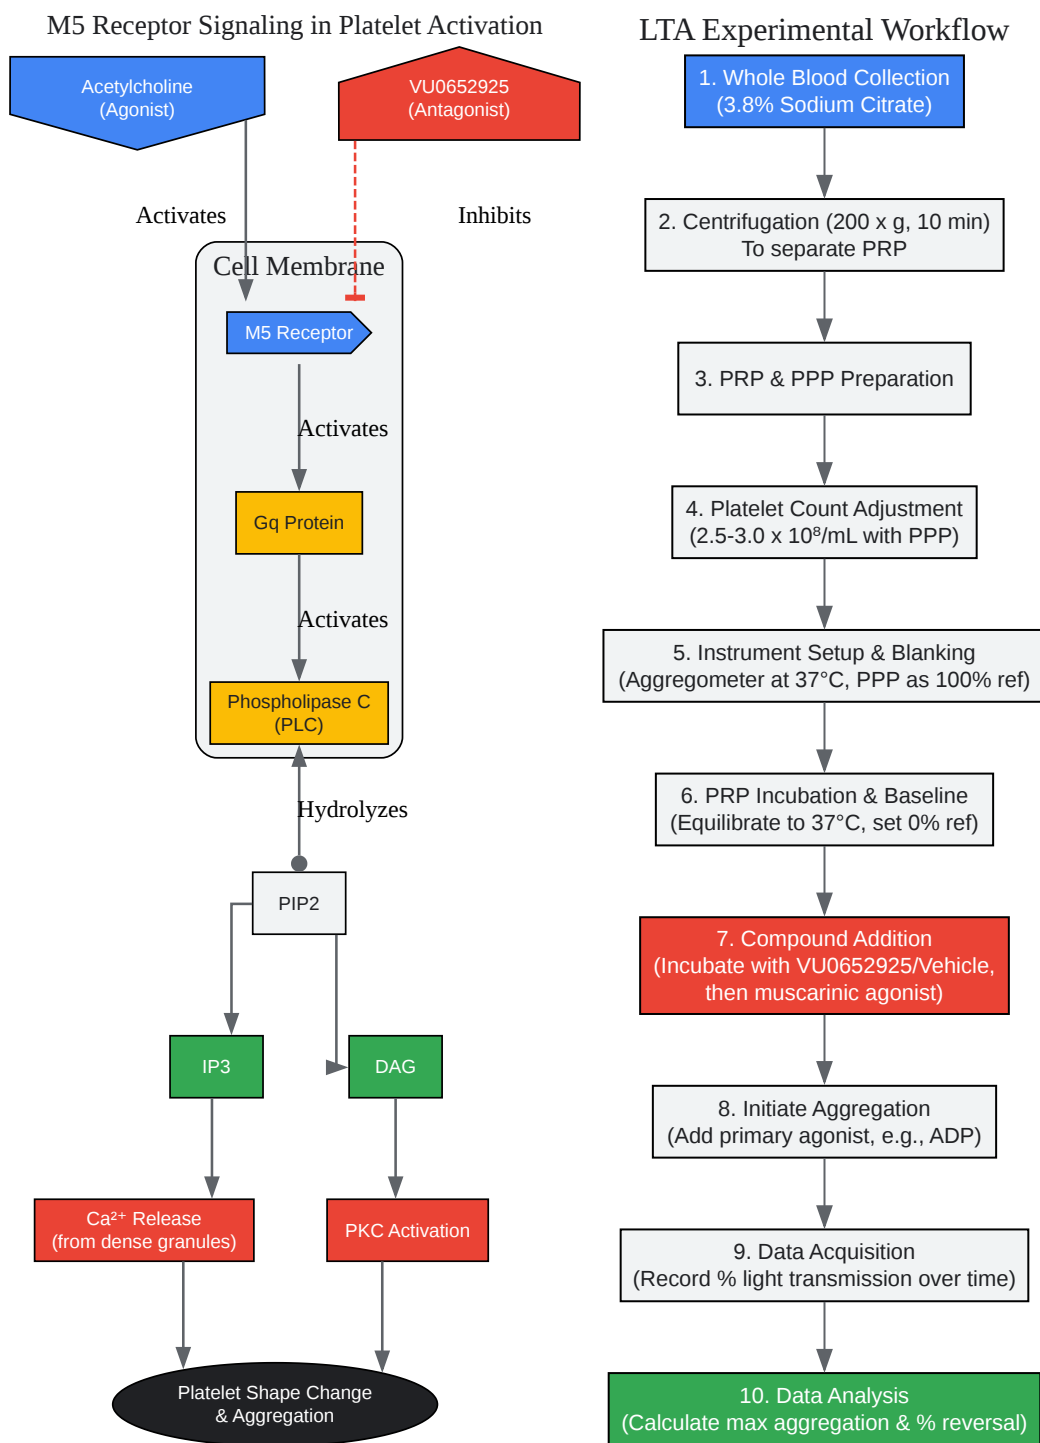 M5 Receptor Signaling in Platelet Activation
Acetylcholine
(Agonist)
VU0652925
(Antagonist)
Activates
Inhibits
Cell Membrane
M5 Receptor
Activates
Gq Protein
Activates
Phospholipase C
(PLC)
Hydrolyzes
PIP2
IP3
DAG
Ca²⁺ Release
(from dense granules)
PKC Activation
Platelet Shape Change
& Aggregation
LTA Experimental Workflow
1. Whole Blood Collection
(3.8% Sodium Citrate)
2. Centrifugation (200 x g, 10 min)
To separate PRP
3. PRP & PPP Preparation
4. Platelet Count Adjustment
(2.5-3.0 x 10⁸/mL with PPP)
5. Instrument Setup & Blanking
(Aggregometer at 37°C, PPP as 100% ref)
6. PRP Incubation & Baseline
(Equilibrate to 37°C, set 0% ref)
7. Compound Addition
(Incubate with VU0652925/Vehicle,
then muscarinic agonist)
8. Initiate Aggregation
(Add primary agonist, e.g., ADP)
9. Data Acquisition
(Record % light transmission over time)
10. Data Analysis
(Calculate max aggregation & % reversal)